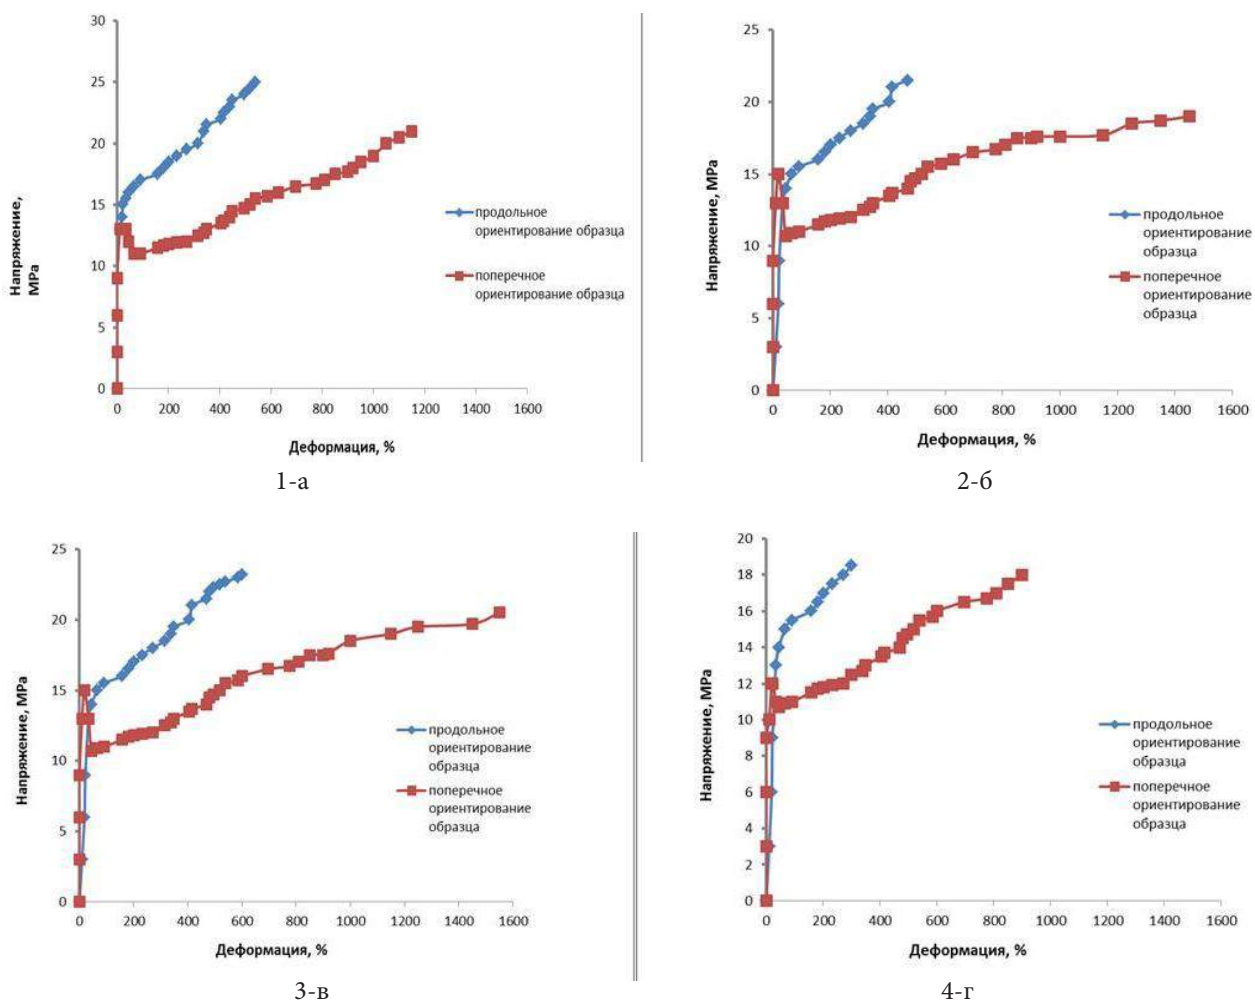 30
25
20
15
10
5
0
Напряжение,
MPa
0 200 400 600 800 1000 1200 1400 1600
Деформация, %
продольное
ориентирование образца
поперечное
ориентирование образца
1-а
25
20
15
10
5
0
Напряжение, MPa
0 200 400 600 800 1000 1200 1400 1600
Деформация, %
продольное
ориентирование
образца
поперечное
ориентирование
образца
2-б
25
20
15
10
5
0
Напряжение, MPa
0 200 400 600 800 1000 1200 1400 1600
Деформация, %
продольное
ориентирование
образца
поперечное
ориентирование
образца
3-в
20
18
16
14
12
10
8
6
4
2
0
Напряжение, MPa
0 200 400 600 800 1000 1200 1400 1600
Деформация, %
продольное
ориентирование
образца
поперечное
ориентирование
образца
4-г